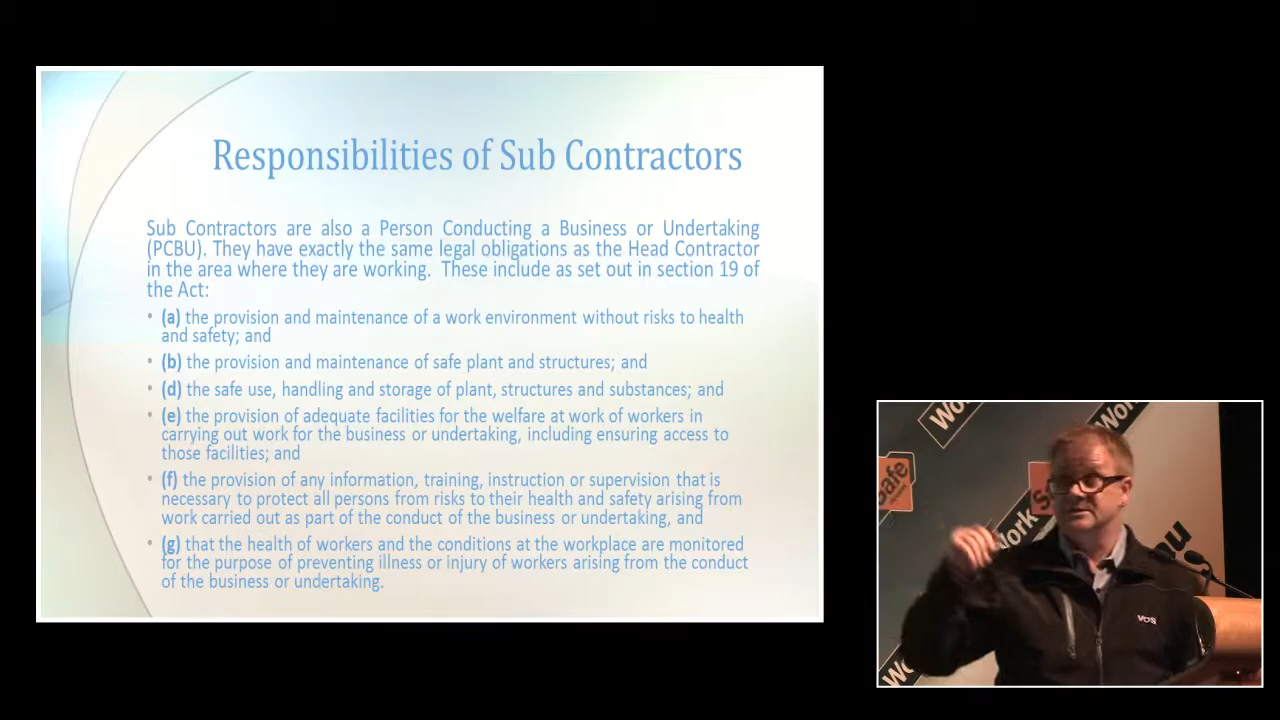 Responsibilities of Sub Contractors
Sub Contractors are also a Person Conducting a Business or Undertaking
(PCBU). They have exactly the same legal obligations as the Head Contractor
in the area where they are working. These include as set out in section 19 of
the Act:
• (a) the provision and maintenance of a work environment without risks to health
and safety; and
• (b) the provision and maintenance of safe plant and structures; and
• (d) the safe use, handling and storage of plant, structures and substances; and
• (e) the provision of adequate facilities for the welfare at work of workers in
carrying out work for the business or undertaking, including ensuring access to
those facilities; and
• (f) the provision of any information, training, instruction or supervision that is
necessary to protect all persons from risks to their health and safety arising from
work carried out as part of the conduct of the business or undertaking, and
• (g) that the health of workers and the conditions at the workplace are monitored
for the purpose of preventing illness or injury of workers arising from the conduct
of the business or undertaking.
Wo
Work
Safe
S
Work
au
vos
Wo